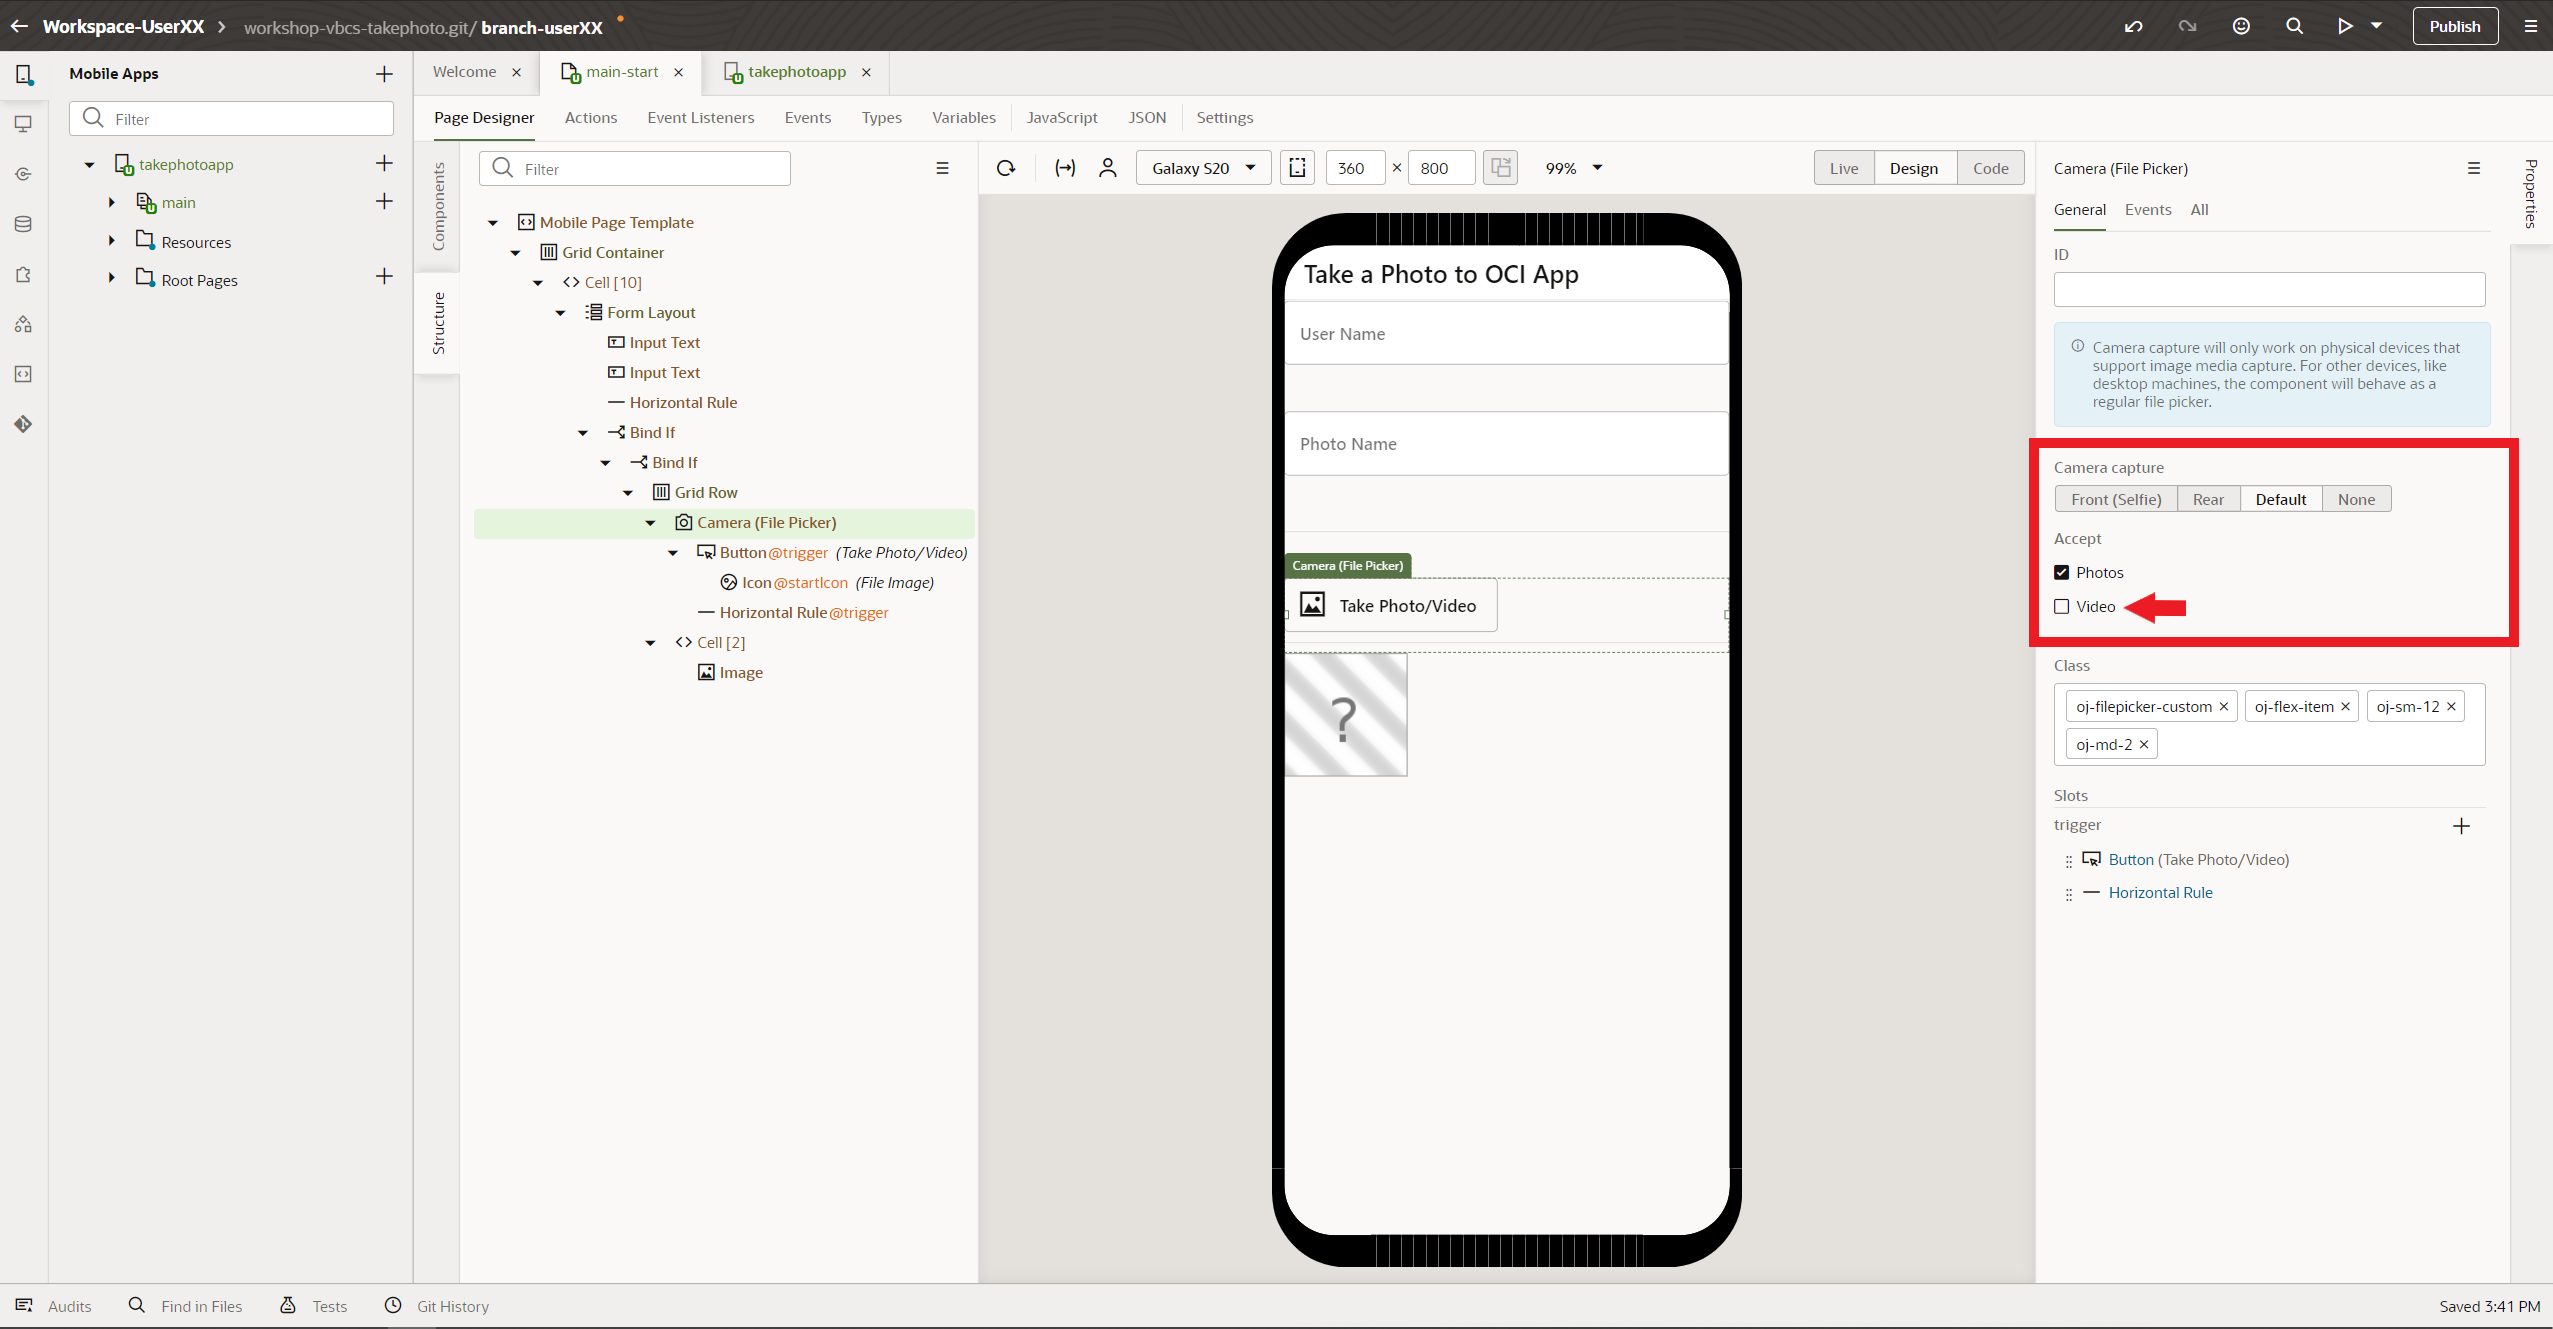 Workspace-UserXX
workshop-vbcs-takephoto.git/ branch-userXX
Publish
Mobile Apps
Filter
takephotoapp
main
Resources
Root Pages
Welcome
main-start
takephotoapp
Page Designer
Actions
Event Listeners
Events
Types
Variables
JavaScript
JSON
Settings
Components
Structure
Filter
Mobile Page Template
Grid Container
Cell [10]
Form Layout
Input Text
Input Text
Horizontal Rule
Bind If
Bind If
Grid Row
Camera (File Picker)
Button @trigger (Take Photo/Video)
Icon @startIcon (File Image)
Horizontal Rule @trigger
Cell [2]
Image
Galaxy S20
360 × 800
99%
Live
Design
Code
Take a Photo to OCI App
User Name
Photo Name
Camera (File Picker)
Take Photo/Video
?
Camera (File Picker)
Properties
General
Events
All
ID
Camera capture will only work on physical devices that
support image media capture. For other devices, like
desktop machines, the component will behave as a
regular file picker.
Camera capture
Front (Selfie)
Rear
Default
None
Accept
Photos
Video
Class
oj-filepicker-custom
oj-flex-item
oj-sm-12
oj-md-2
Slots
trigger
Button (Take Photo/Video)
Horizontal Rule
Audits
Find in Files
Tests
Git History
Saved 3:41 PM